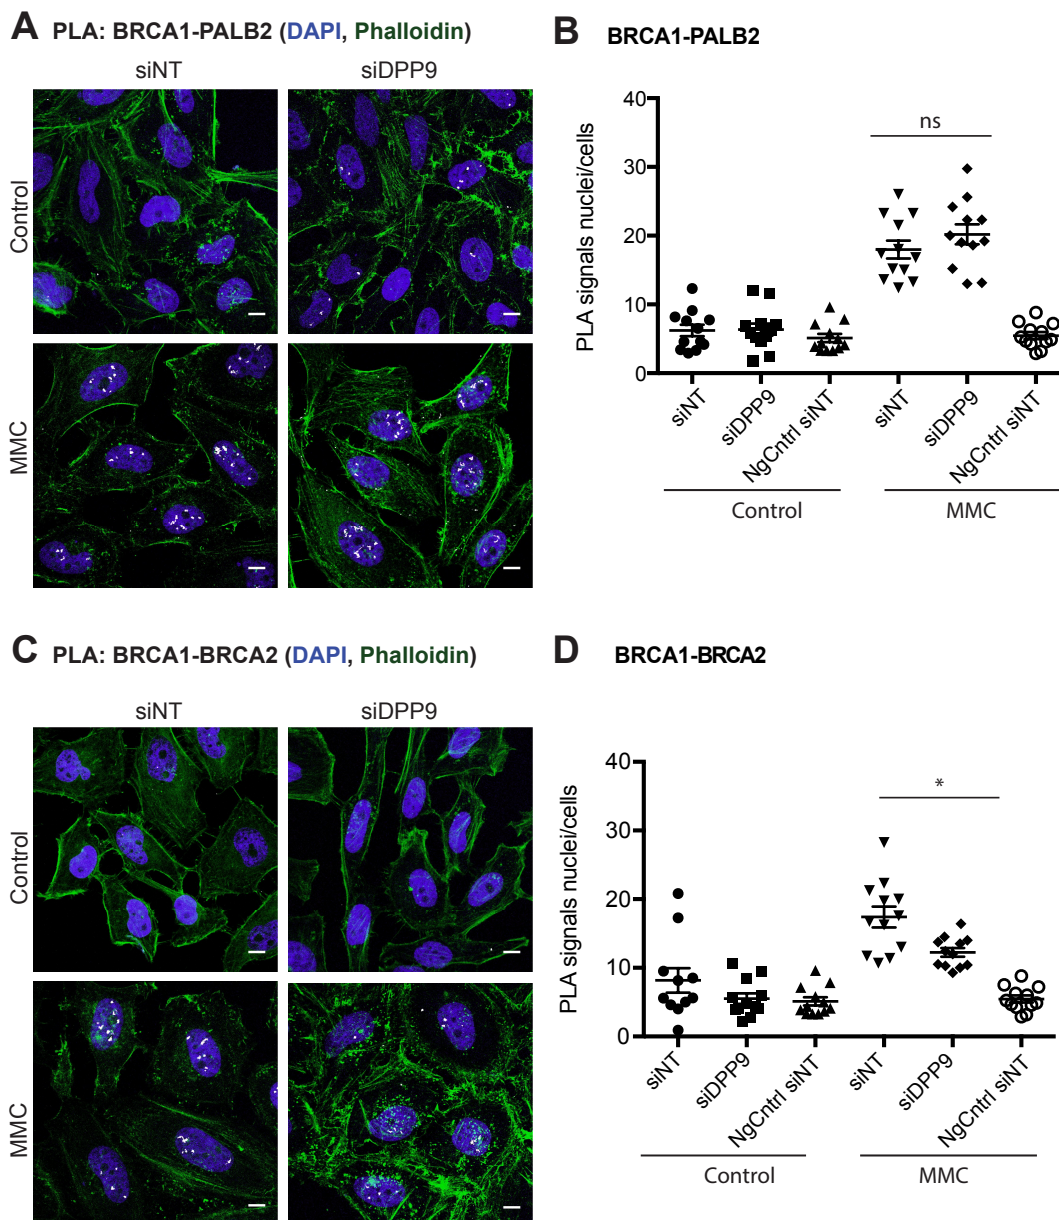 A PLA: BRCA1-PALB2 (DAPI, Phalloidin)
siNT
siDPP9
Control
MMC
B BRCA1-PALB2
PLA signals nuclei/cells
40
30
20
10
0
ns
siNT
siDPP9
NgCntrl siNT
siNT
siDPP9
NgCntrl siNT
Control
MMC
C PLA: BRCA1-BRCA2 (DAPI, Phalloidin)
siNT
siDPP9
Control
MMC
D BRCA1-BRCA2
PLA signals nuclei/cells
40
30
20
10
0
*
siNT
siDPP9
NgCntrl siNT
siNT
siDPP9
NgCntrl siNT
Control
MMC